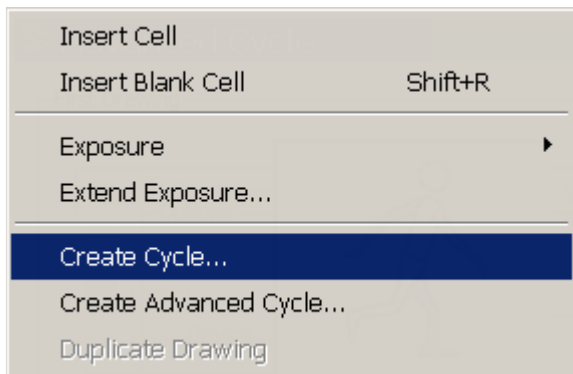 Insert Cell
Insert Blank Cell Shift+R
Exposure
Extend Exposure...
Create Cycle...
Create Advanced Cycle...
Duplicate Drawing